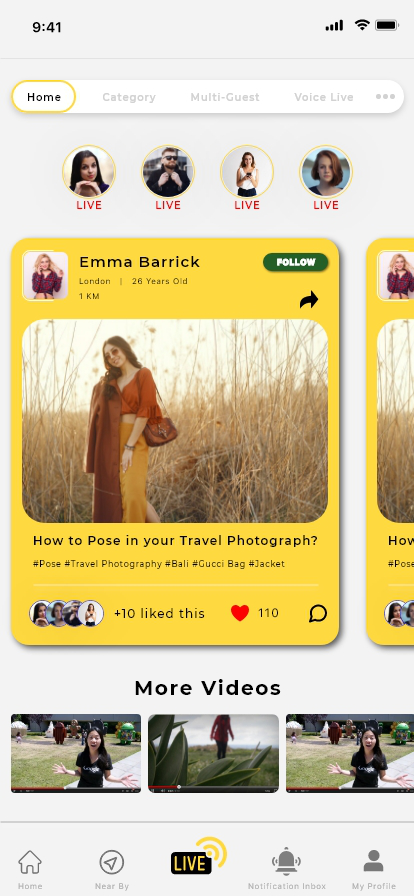 9:41
Home Category Multi-Guest Voice Live
LIVE LIVE LIVE LIVE
Emma Barrick FOLLOW
London | 26 Years Old
1 KM
How to Pose in your Travel Photograph? How
#Pose #Travel Photography #Bali #Gucci Bag #Jacket #Pose
+10 liked this 110
More Videos
LIVE
Home Near By Notification Inbox My Profile